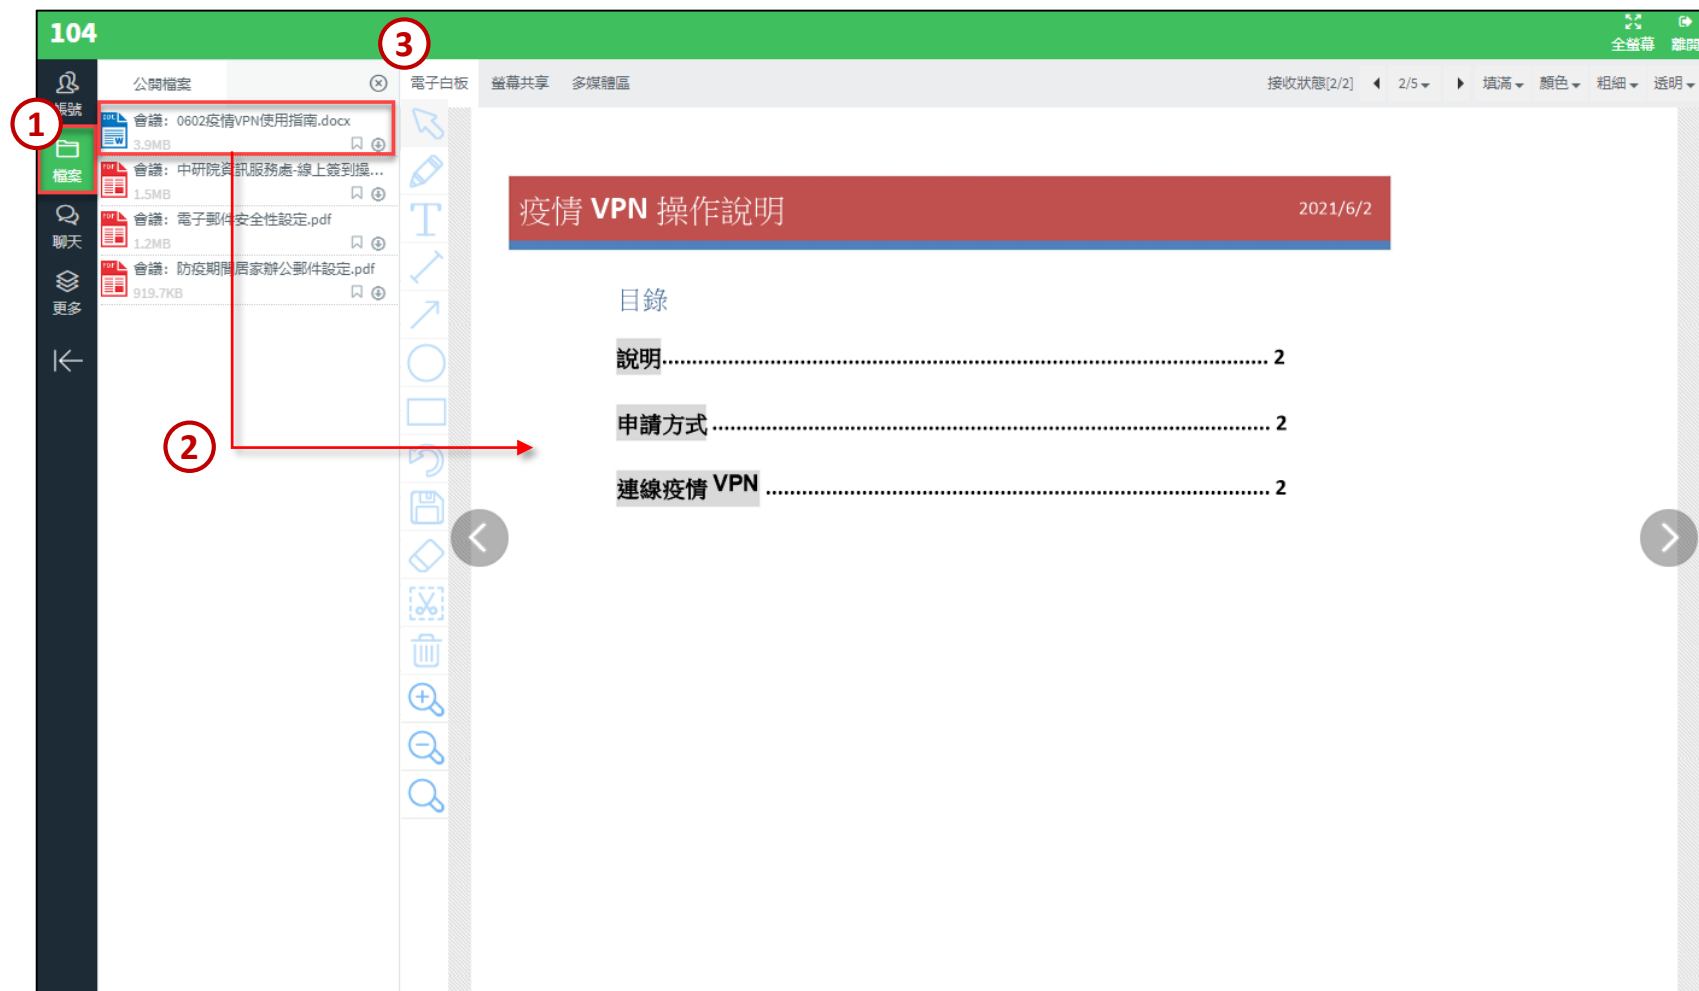 104
③
全螢幕 離開
帳號
公開檔案
電子白板 螢幕共享 多媒體區
接收狀態[2/2] 2/5 填滿 顏色 粗細 透明
①
會議：0602疫情VPN使用指南.docx
3.9MB
檔案
會議：中研院資訊服務處-線上簽到操...
1.5MB
聊天
會議：電子郵件安全性設定.pdf
1.2MB
更多
會議：防疫期間居家辦公郵件設定.pdf
919.7KB
T
②
疫情 VPN 操作說明 2021/6/2
目錄
說明........................................ 2
申請方式........................................ 2
連線疫情 VPN ........................................ 2